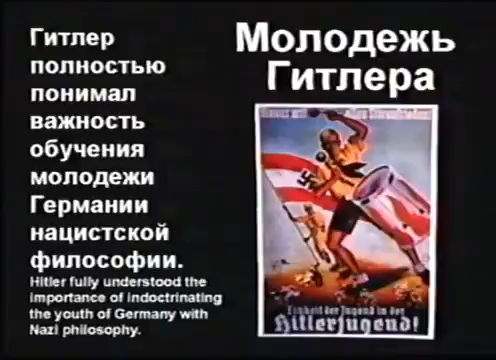 Гитлер
полностью
понимал
важность
обучения
молодежи
Германии
нацистской
философии.
Hitler fully understood the
importance of indoctrinating
the youth of Germany with
Nazi philosophy.
Молодежь
Гитлера
Einheit der Jugend in der
Hitlerjugend!